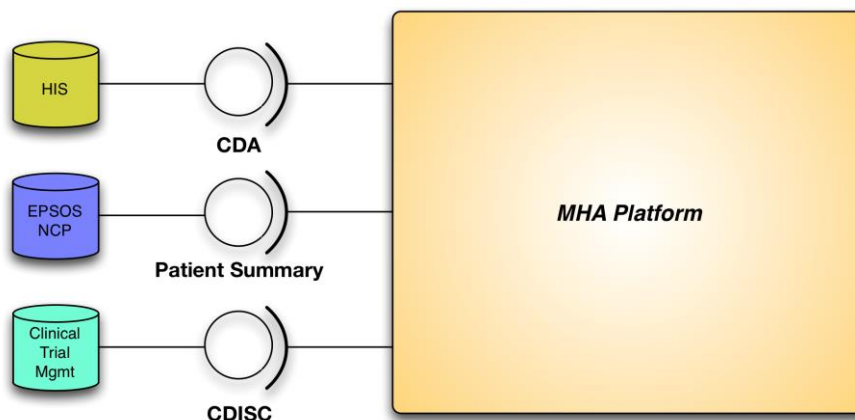 HIS
CDA
EPSOS
NCP
Patient Summary
Clinical
Trial
Mgmt
CDISC
MHA Platform